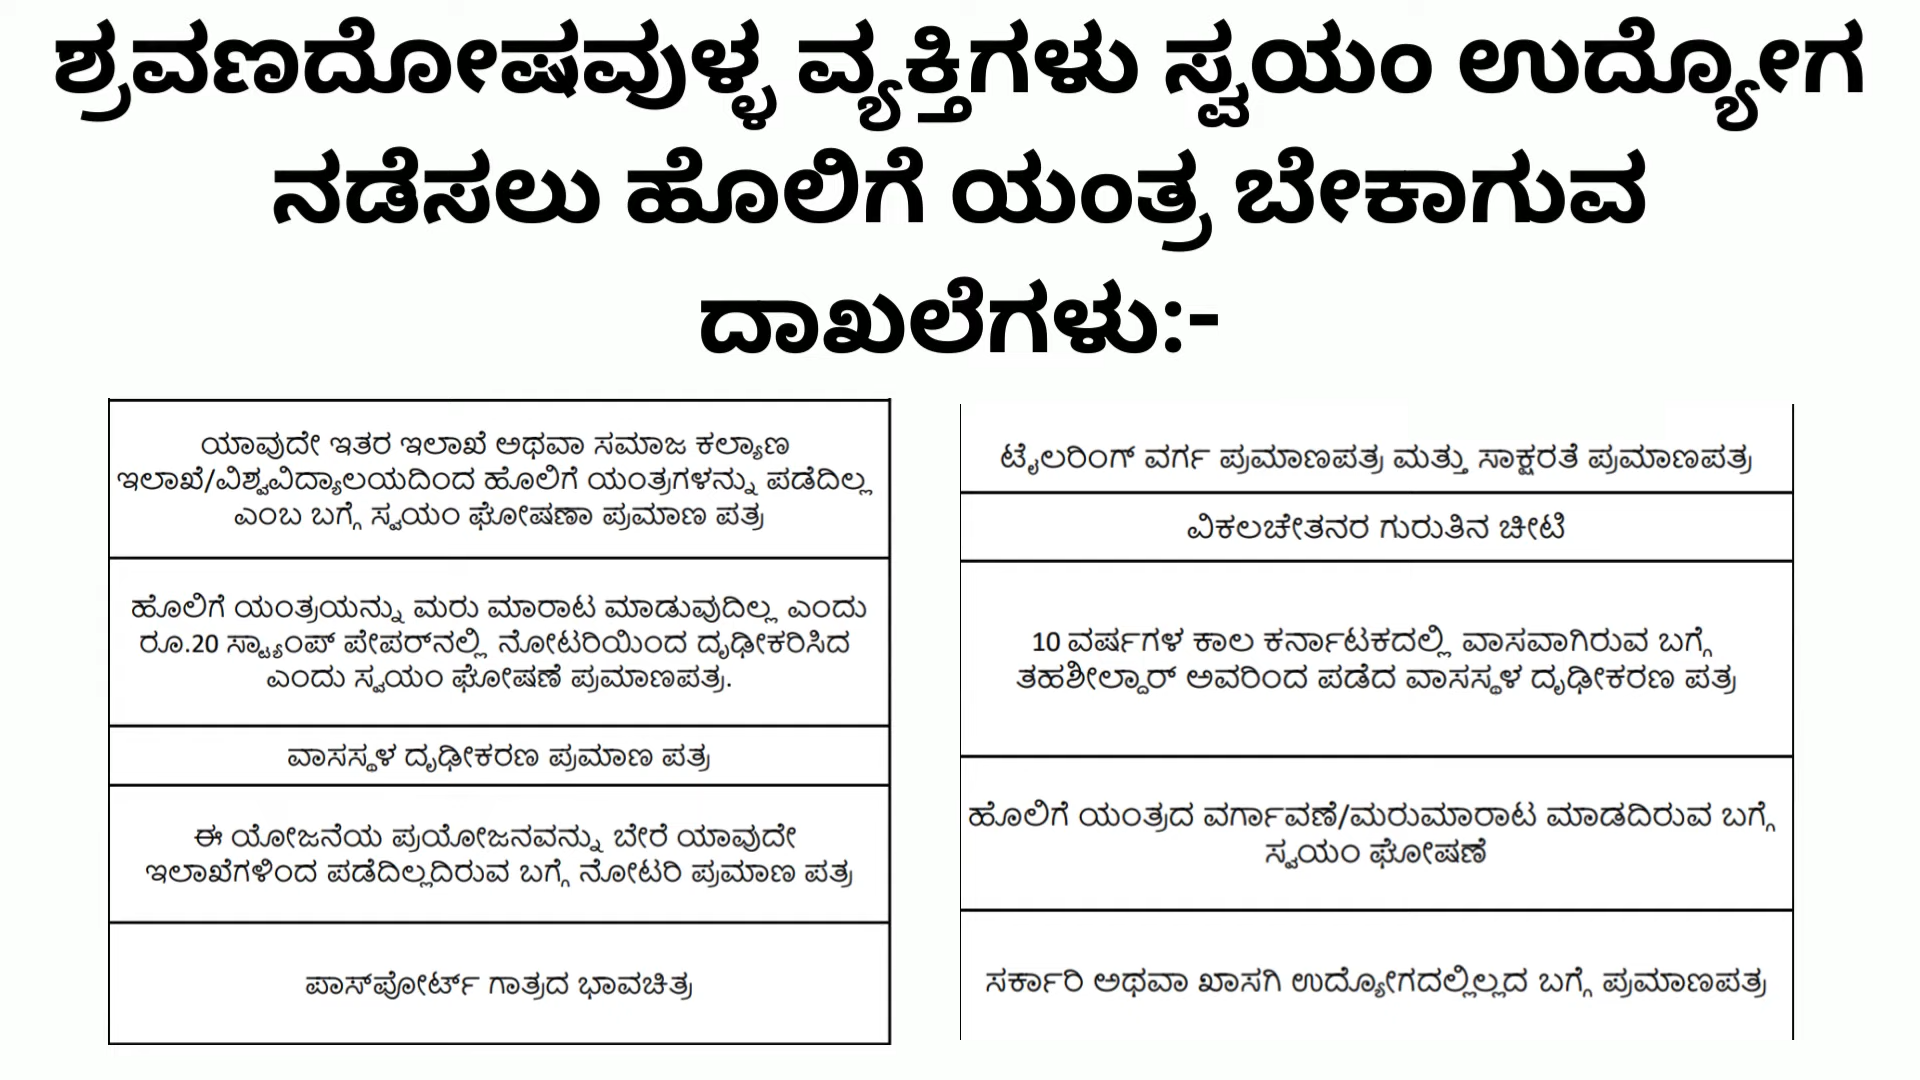 ಶ್ರವಣದೋಷವುಳ್ಳ ವ್ಯಕ್ತಿಗಳು ಸ್ವಯಂ ಉದ್ಯೋಗ
ನಡೆಸಲು ಹೊಲಿಗೆ ಯಂತ್ರ ಬೇಕಾಗುವ
ದಾಖಲೆಗಳು:-
ಯಾವುದೇ ಇತರ ಇಲಾಖೆ ಅಥವಾ ಸಮಾಜ ಕಲ್ಯಾಣ
ಇಲಾಖೆ/ವಿಶ್ವವಿದ್ಯಾಲಯದಿಂದ ಹೊಲಿಗೆ ಯಂತ್ರಗಳನ್ನು ಪಡೆದಿಲ್ಲ
ಎಂಬ ಬಗ್ಗೆ ಸ್ವಯಂ ಘೋಷಣಾ ಪ್ರಮಾಣ ಪತ್ರ
ಹೊಲಿಗೆ ಯಂತ್ರಯನ್ನು ಮರು ಮಾರಾಟ ಮಾಡುವುದಿಲ್ಲ ಎಂದು
ರೂ.20 ಸ್ಟ್ಯಾಂಪ್ ಪೇಪರ್‌ನಲ್ಲಿ ನೋಟರಿಯಿಂದ ದೃಢೀಕರಿಸಿದ
ಎಂದು ಸ್ವಯಂ ಘೋಷಣೆ ಪ್ರಮಾಣಪತ್ರ.
ವಾಸಸ್ಥಳ ದೃಢೀಕರಣ ಪ್ರಮಾಣ ಪತ್ರ
ಈ ಯೋಜನೆಯ ಪ್ರಯೋಜನವನ್ನು ಬೇರೆ ಯಾವುದೇ
ಇಲಾಖೆಗಳಿಂದ ಪಡೆದಿಲ್ಲದಿರುವ ಬಗ್ಗೆ ನೋಟರಿ ಪ್ರಮಾಣ ಪತ್ರ
ಪಾಸ್‌ಪೋರ್ಟ್ ಗಾತ್ರದ ಭಾವಚಿತ್ರ
ಟೈಲರಿಂಗ್ ವರ್ಗ ಪ್ರಮಾಣಪತ್ರ ಮತ್ತು ಸಾಕ್ಷರತೆ ಪ್ರಮಾಣಪತ್ರ
ವಿಕಲಚೇತನರ ಗುರುತಿನ ಚೀಟಿ
10 ವರ್ಷಗಳ ಕಾಲ ಕರ್ನಾಟಕದಲ್ಲಿ ವಾಸವಾಗಿರುವ ಬಗ್ಗೆ
ತಹಶೀಲ್ದಾರ್ ಅವರಿಂದ ಪಡೆದ ವಾಸಸ್ಥಳ ದೃಢೀಕರಣ ಪತ್ರ
ಹೊಲಿಗೆ ಯಂತ್ರದ ವರ್ಗಾವಣೆ/ಮರುಮಾರಾಟ ಮಾಡದಿರುವ ಬಗ್ಗೆ
ಸ್ವಯಂ ಘೋಷಣೆ
ಸರ್ಕಾರಿ ಅಥವಾ ಖಾಸಗಿ ಉದ್ಯೋಗದಲ್ಲಿಲ್ಲದ ಬಗ್ಗೆ ಪ್ರಮಾಣಪತ್ರ